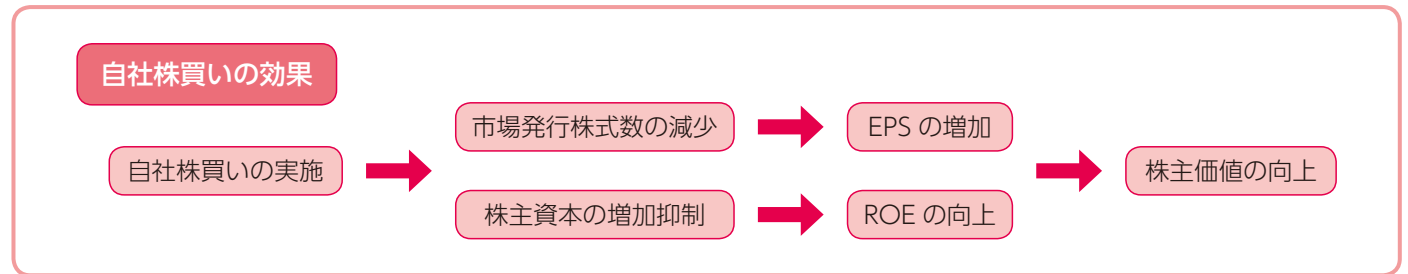 自社株買いの効果
自社株買いの実施
市場発行株式数の減少
EPS の増加
株主資本の増加抑制
ROE の向上
株主価値の向上